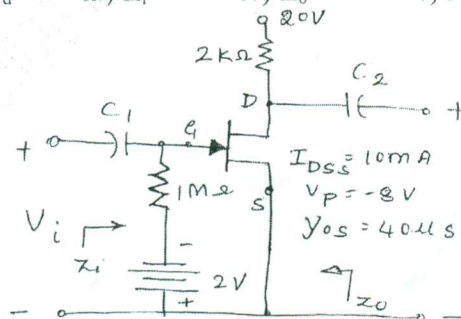 20V
2KΩ
C2
D
+
C1
+
G
IDSS = 10mA
1MΩ
S
VP = -8V
Vi
yos = 40μs
Zi
-
2V
+
Zo
-
-